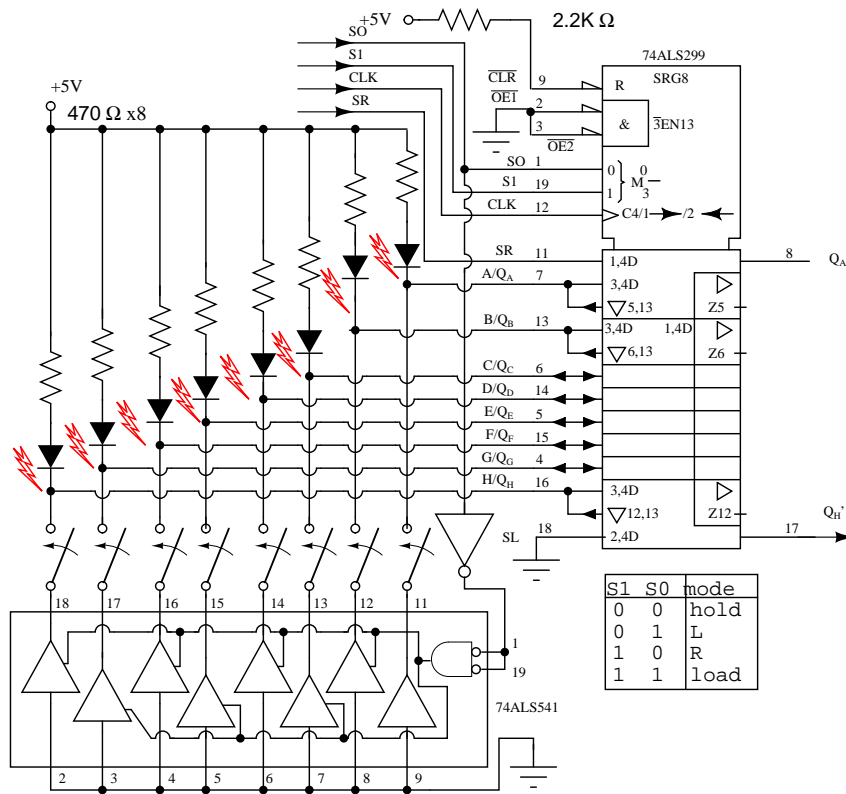 +5V
2.2K Ω
SO
S1
CLK
SR
+5V
470 Ω x8
74ALS299
SRG8
CLR 9 R
OE1 2
& 3EN13
3
OE2
SO 1 0
S1 19 1
M 0
3
CLK 12 C4/1 /2
SR 11 1,4D
8 QA
A/QA 7 3,4D
5,13 Z5
B/QB 13 3,4D 1,4D
6,13 Z6
C/QC 6
D/QD 14
E/QE 5
F/QF 15
G/QG 4
H/QH 16 3,4D
12,13 Z12
SL 18 2,4D
17 QH'
18 17 16 15 14 13 12 11
1
19
74ALS541
2 3 4 5 6 7 8 9
S1 S0 mode
0 0 hold
0 1 L
1 0 R
1 1 load